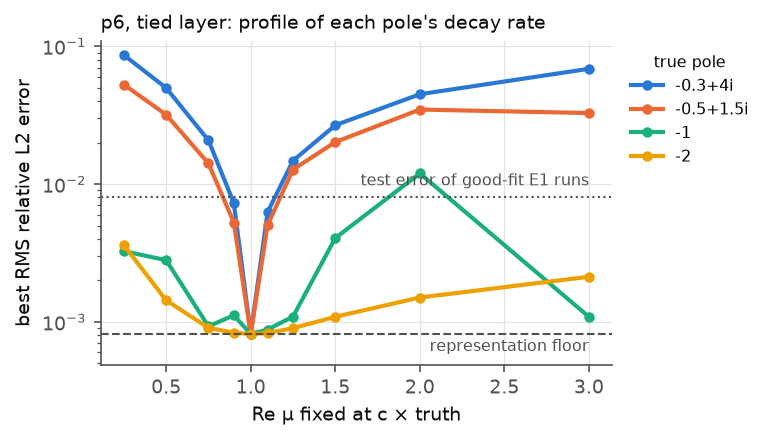 p6, tied layer: profile of each pole's decay rate
best RMS relative L2 error
10⁻¹
10⁻²
10⁻³
test error of good-fit E1 runs
representation floor
0.5
1.0
1.5
2.0
2.5
3.0
Re μ fixed at c × truth
true pole
-0.3+4i
-0.5+1.5i
-1
-2